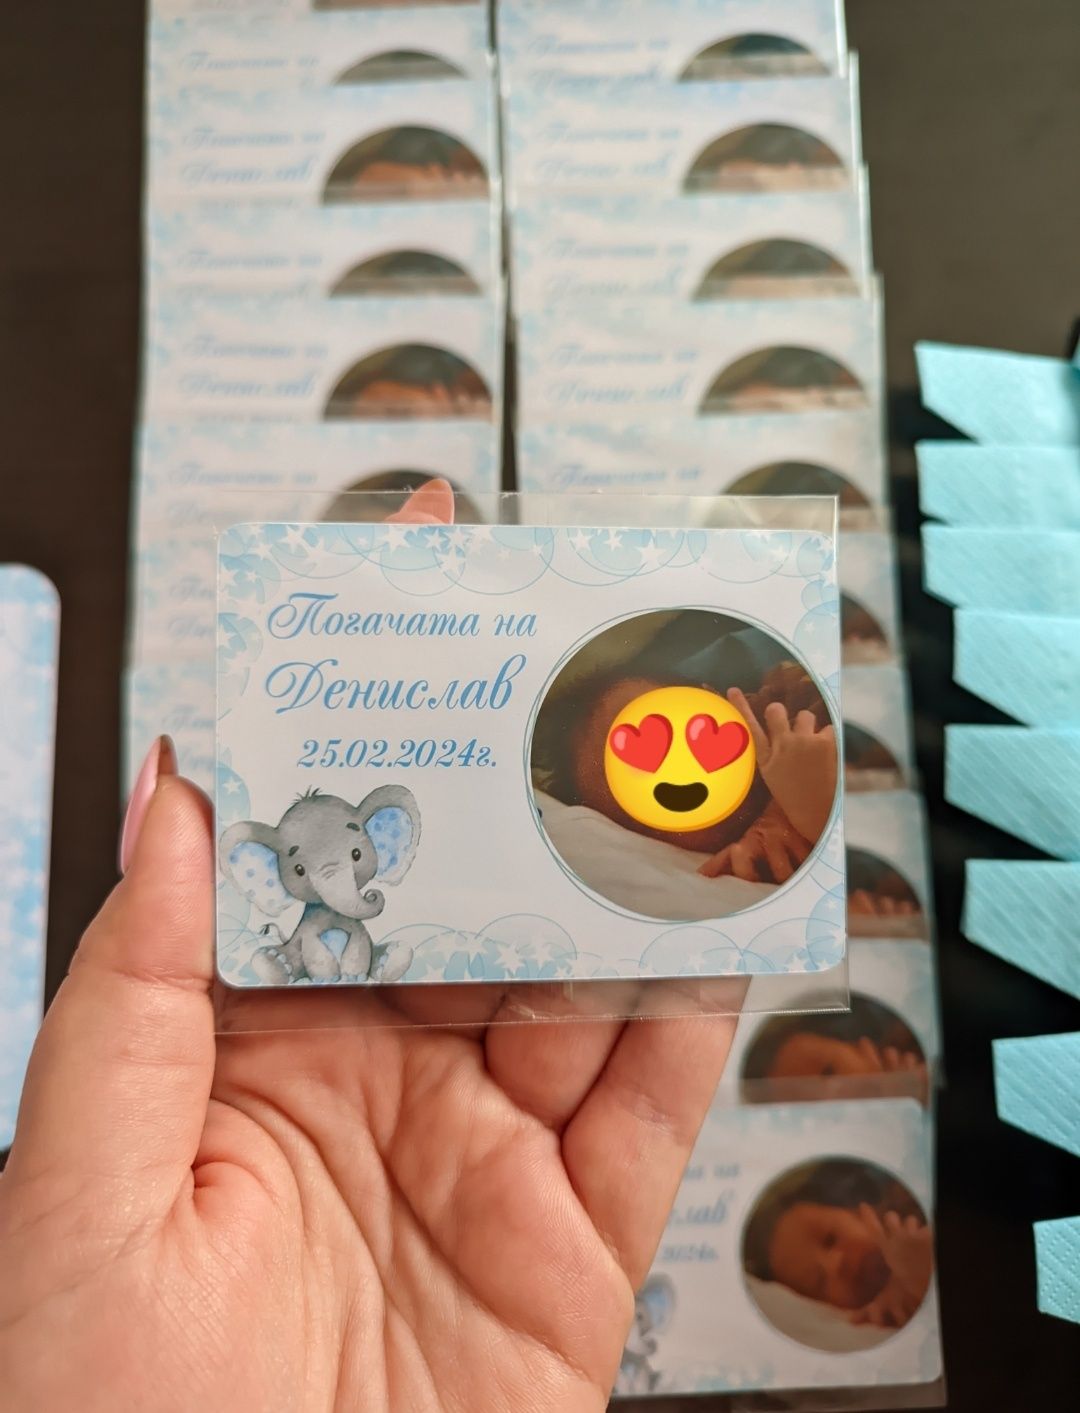 Погачата на
Денислав
25.02.2024г.